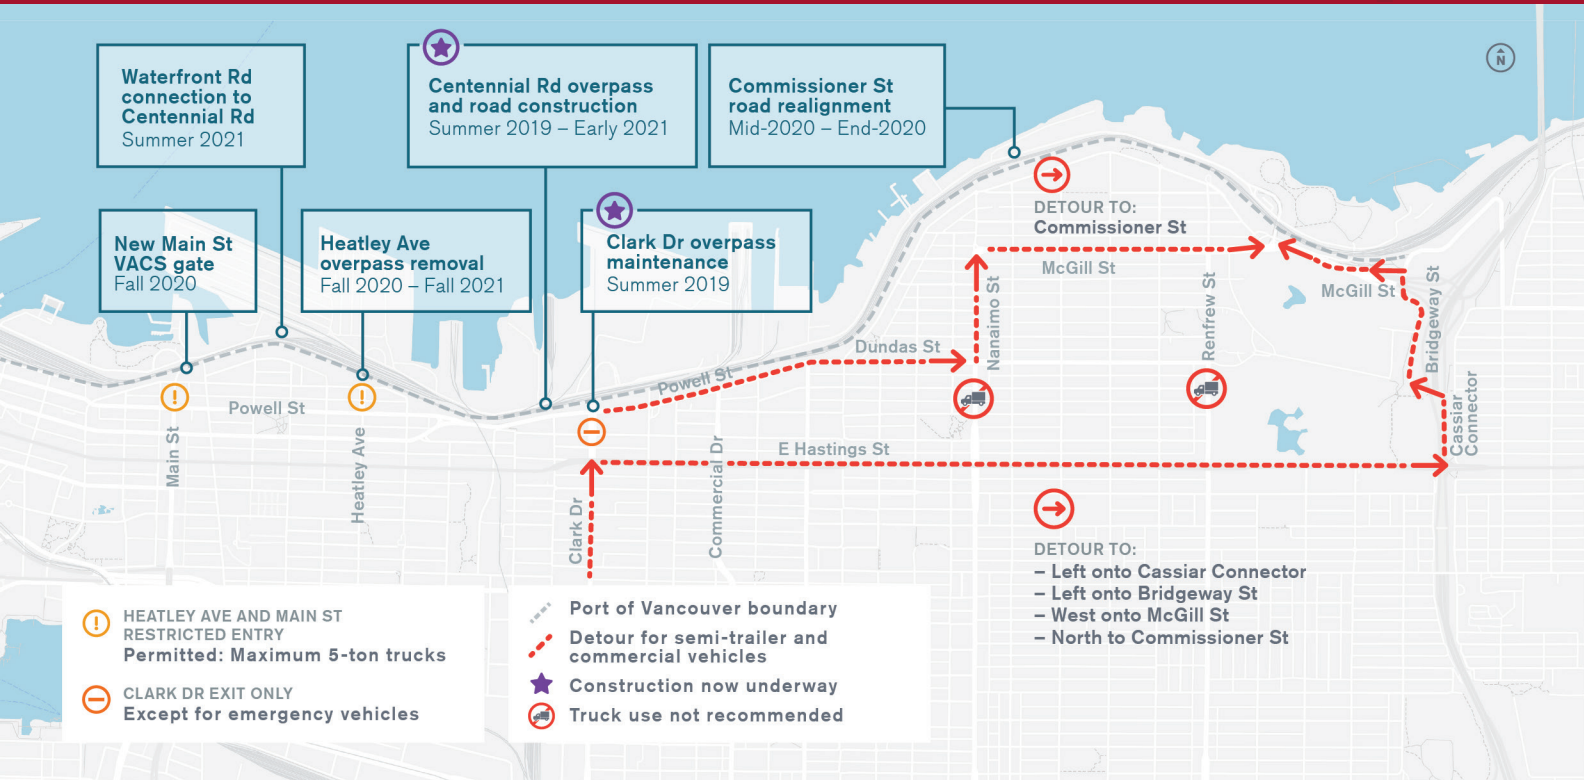 Waterfront Rd
connection to
Centennial Rd
Summer 2021
Centennial Rd overpass
and road construction
Summer 2019 – Early 2021
Commissioner St
road realignment
Mid-2020 – End-2020
N
New Main St
VACS gate
Fall 2020
Heatley Ave
overpass removal
Fall 2020 – Fall 2021
Clark Dr overpass
maintenance
Summer 2019
DETOUR TO:
Commissioner St
McGill St
McGill St
Nanaimo St
Renfrew St
Bridgeway St
Dundas St
Powell St
Powell St
!
!
Main St
Heatley Ave
Clark Dr
Commercial Dr
E Hastings St
Cassiar
Connector
DETOUR TO:
– Left onto Cassiar Connector
– Left onto Bridgeway St
– West onto McGill St
– North to Commissioner St
!
HEATLEY AVE AND MAIN ST
RESTRICTED ENTRY
Permitted: Maximum 5-ton trucks
CLARK DR EXIT ONLY
Except for emergency vehicles
Port of Vancouver boundary
Detour for semi-trailer and
commercial vehicles
Construction now underway
Truck use not recommended